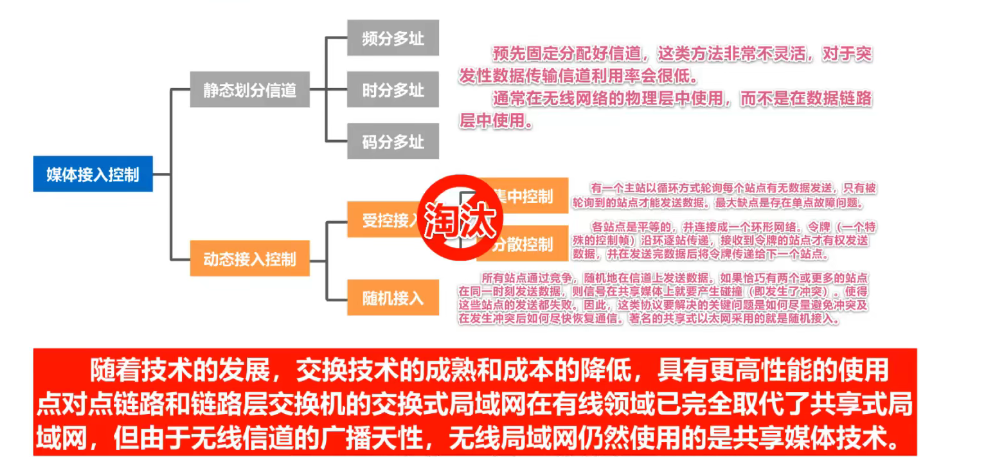 频分多址
预先固定分配好信道，这类方法非常不灵活，对于突
发性数据传输信道利用率会很低。
静态划分信道
时分多址
通常在无线网络的物理层中使用，而不是在数据链路
层中使用。
码分多址
媒体接入控制
集中控制
有一个主站以循环方式轮询每个站点有无数据发送，只有被
轮询到的站点才能发送数据。最大缺点是存在单点故障问题。
受控接入
淘汰
分散控制
各站点是平等的，并连接成一个环形网络。令牌（一个特
殊的控制帧）沿环逐站传递，接收到令牌的站点才有权发送
数据，并在发送完数据后将令牌传递给下一个站点。
动态接入控制
随机接入
所有站点通过竞争，随机地在信道上发送数据，如果恰巧有两个或更多的站点
在同一时刻发送数据，则信号在共享媒体上就要产生碰撞（即发生了冲突），使得
这些站点的发送都失败。因此，这类协议要解决的关键问题是如何尽量避免冲突及
在发生冲突后如何尽快恢复通信。著名的共享式以太网采用的就是随机接入。
随着技术的发展，交换技术的成熟和成本的降低，具有更高性能的使用
点对点链路和链路层交换机的交换式局域网在有线领域已完全取代了共享式局
域网，但由于无线信道的广播天性，无线局域网仍然使用的是共享媒体技术。